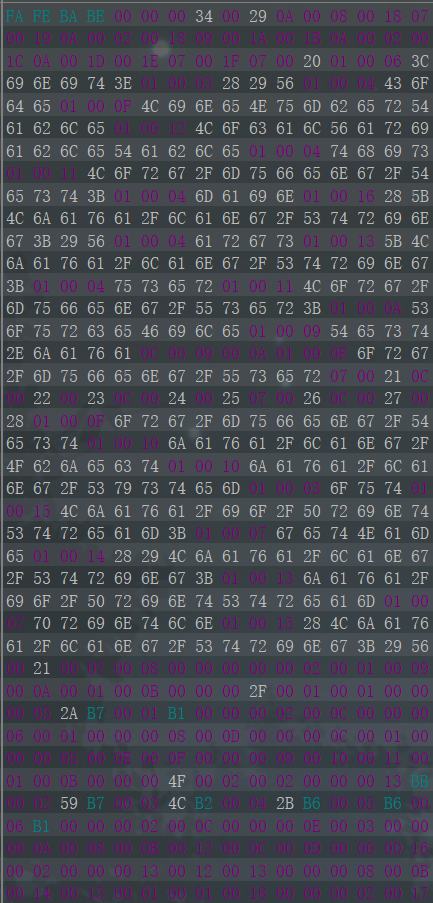 FA FE BA BE 00 00 00 34 00 29 0A 00 08 00 18 07
00 19 0A 00 02 00 18 09 00 1A 00 1B 0A 00 02 00
1C 0A 00 1D 00 1E 07 00 1F 07 00 20 01 00 06 3C
69 6E 69 74 3E 01 00 03 28 29 56 01 00 04 43 6F
64 65 01 00 0F 4C 69 6E 65 4E 75 6D 62 65 72 54
61 62 6C 65 01 00 12 4C 6F 63 61 6C 56 61 72 69
61 62 6C 65 54 61 62 6C 65 01 00 04 74 68 69 73
01 00 11 4C 6F 72 67 2F 6D 75 66 65 6E 67 2F 54
65 73 74 3B 01 00 04 6D 61 69 6E 01 00 16 28 5B
4C 6A 61 76 61 2F 6C 61 6E 67 2F 53 74 72 69 6E
67 3B 29 56 01 00 04 61 72 67 73 01 00 13 5B 4C
6A 61 76 61 2F 6C 61 6E 67 2F 53 74 72 69 6E 67
3B 01 00 04 75 73 65 72 01 00 11 4C 6F 72 67 2F
6D 75 66 65 6E 67 2F 55 73 65 72 3B 01 00 0A 53
6F 75 72 63 65 46 69 6C 65 01 00 09 54 65 73 74
2E 6A 61 76 61 0C 00 09 00 0A 01 00 0F 6F 72 67
2F 6D 75 66 65 6E 67 2F 55 73 65 72 07 00 21 0C
00 22 00 23 0C 00 24 00 25 07 00 26 0C 00 27 00
28 01 00 0F 6F 72 67 2F 6D 75 66 65 6E 67 2F 54
65 73 74 01 00 10 6A 61 76 61 2F 6C 61 6E 67 2F
4F 62 6A 65 63 74 01 00 10 6A 61 76 61 2F 6C 61
6E 67 2F 53 79 73 74 65 6D 01 00 03 6F 75 74 01
00 15 4C 6A 61 76 61 2F 69 6F 2F 50 72 69 6E 74
53 74 72 65 61 6D 3B 01 00 07 67 65 74 4E 61 6D
65 01 00 14 28 29 4C 6A 61 76 61 2F 6C 61 6E 67
2F 53 74 72 69 6E 67 3B 01 00 13 6A 61 76 61 2F
69 6F 2F 50 72 69 6E 74 53 74 72 65 61 6D 01 00
07 70 72 69 6E 74 6C 6E 01 00 15 28 4C 6A 61 76
61 2F 6C 61 6E 67 2F 53 74 72 69 6E 67 3B 29 56
00 21 00 07 00 08 00 00 00 00 00 02 00 01 00 09
00 0A 00 01 00 0B 00 00 00 2F 00 01 00 01 00 00
00 05 2A B7 00 01 B1 00 00 00 02 00 0C 00 00 00
06 00 01 00 00 00 08 00 0D 00 00 00 0C 00 01 00
00 00 05 00 0E 00 0F 00 00 00 09 00 10 00 11 00
01 00 0B 00 00 00 4F 00 02 00 02 00 00 00 13 BB
00 02 59 B7 00 03 4C B2 00 04 2B B6 00 05 B6 00
06 B1 00 00 00 02 00 0C 00 00 00 0E 00 03 00 00
00 0A 00 08 00 0B 00 12 00 0C 00 0D 00 00 00 16
00 02 00 00 00 13 00 12 00 13 00 00 00 08 00 0B
00 14 00 15 00 01 00 01 00 16 00 00 00 02 00 17